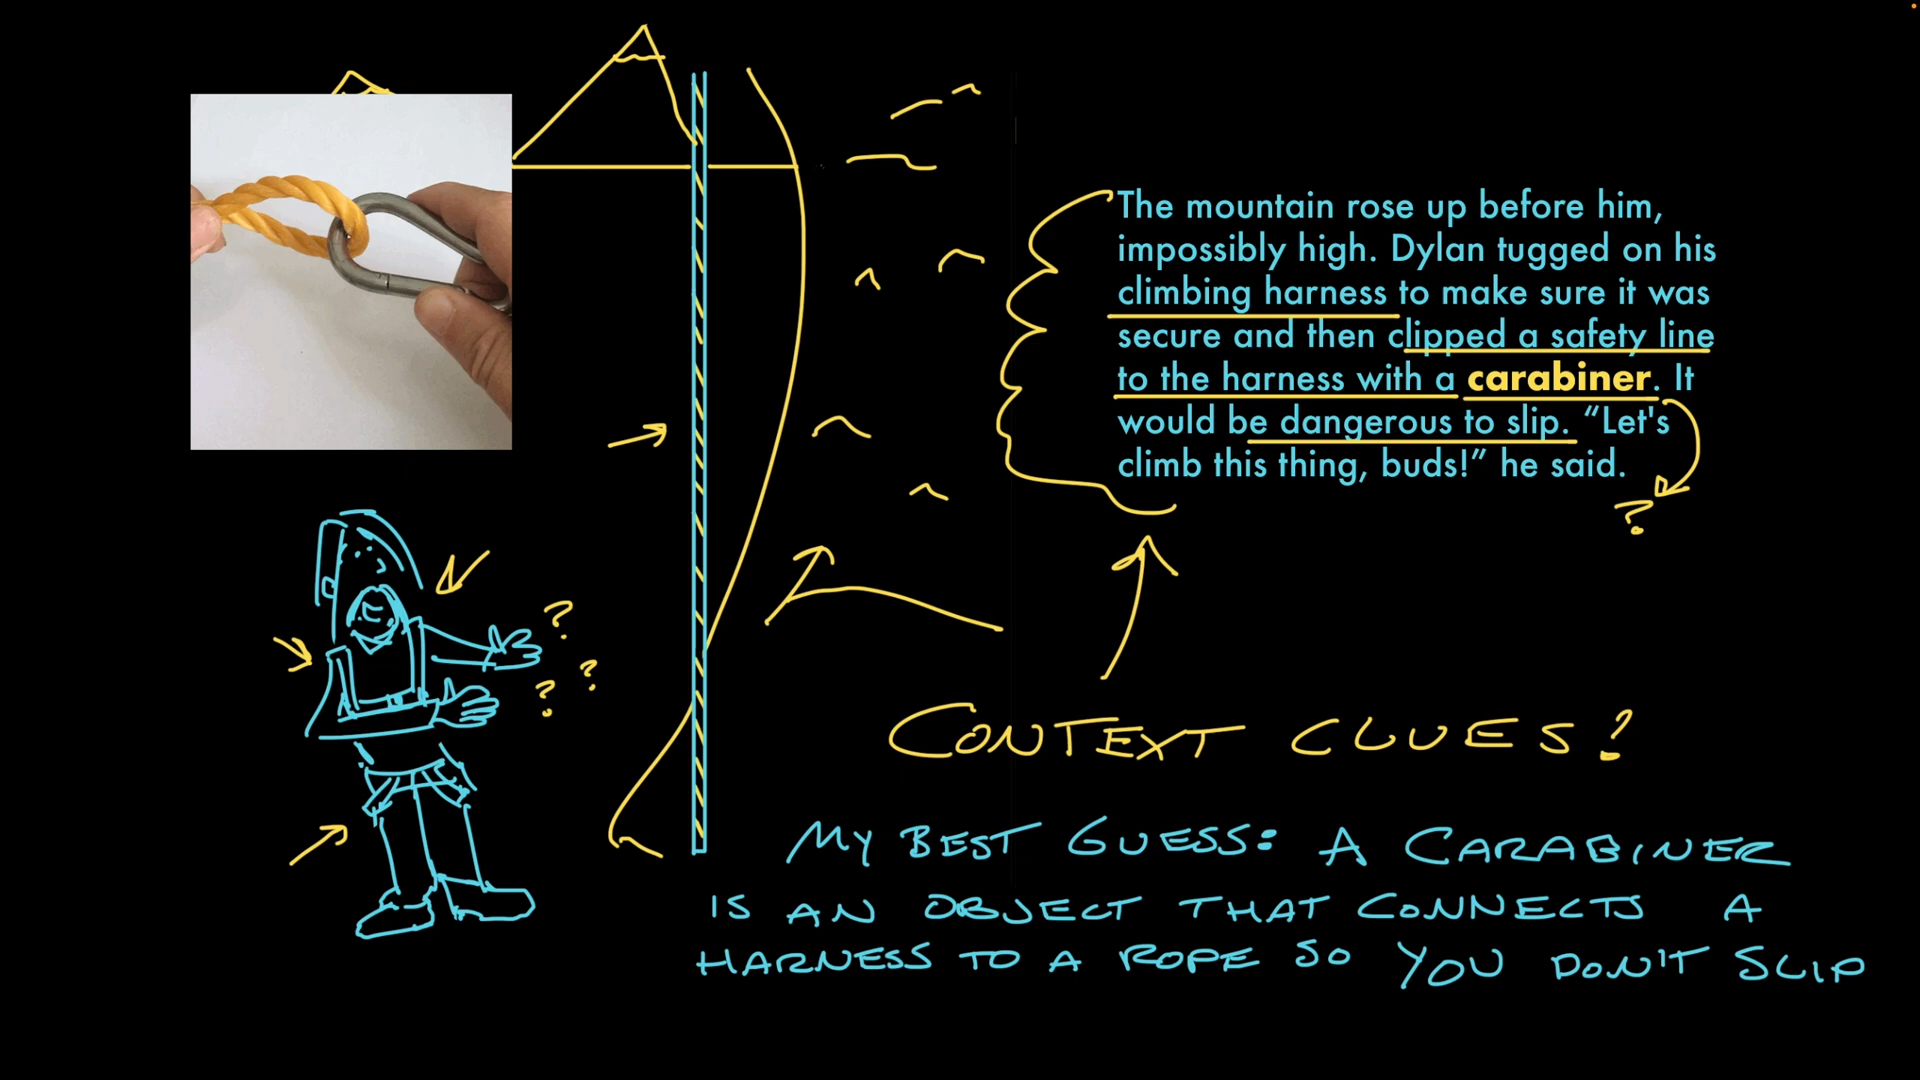 The mountain rose up before him,
impossibly high. Dylan tugged on his
climbing harness to make sure it was
secure and then clipped a safety line
to the harness with a carabiner. It
would be dangerous to slip. “Let's
climb this thing, buds!” he said.
?
?
?
?
CONTEXT CLUES!
MY BEST GUESS: A CARABINER
IS AN OBJECT THAT CONNECTS A
HARNESS TO A ROPE SO YOU DON'T SLIP